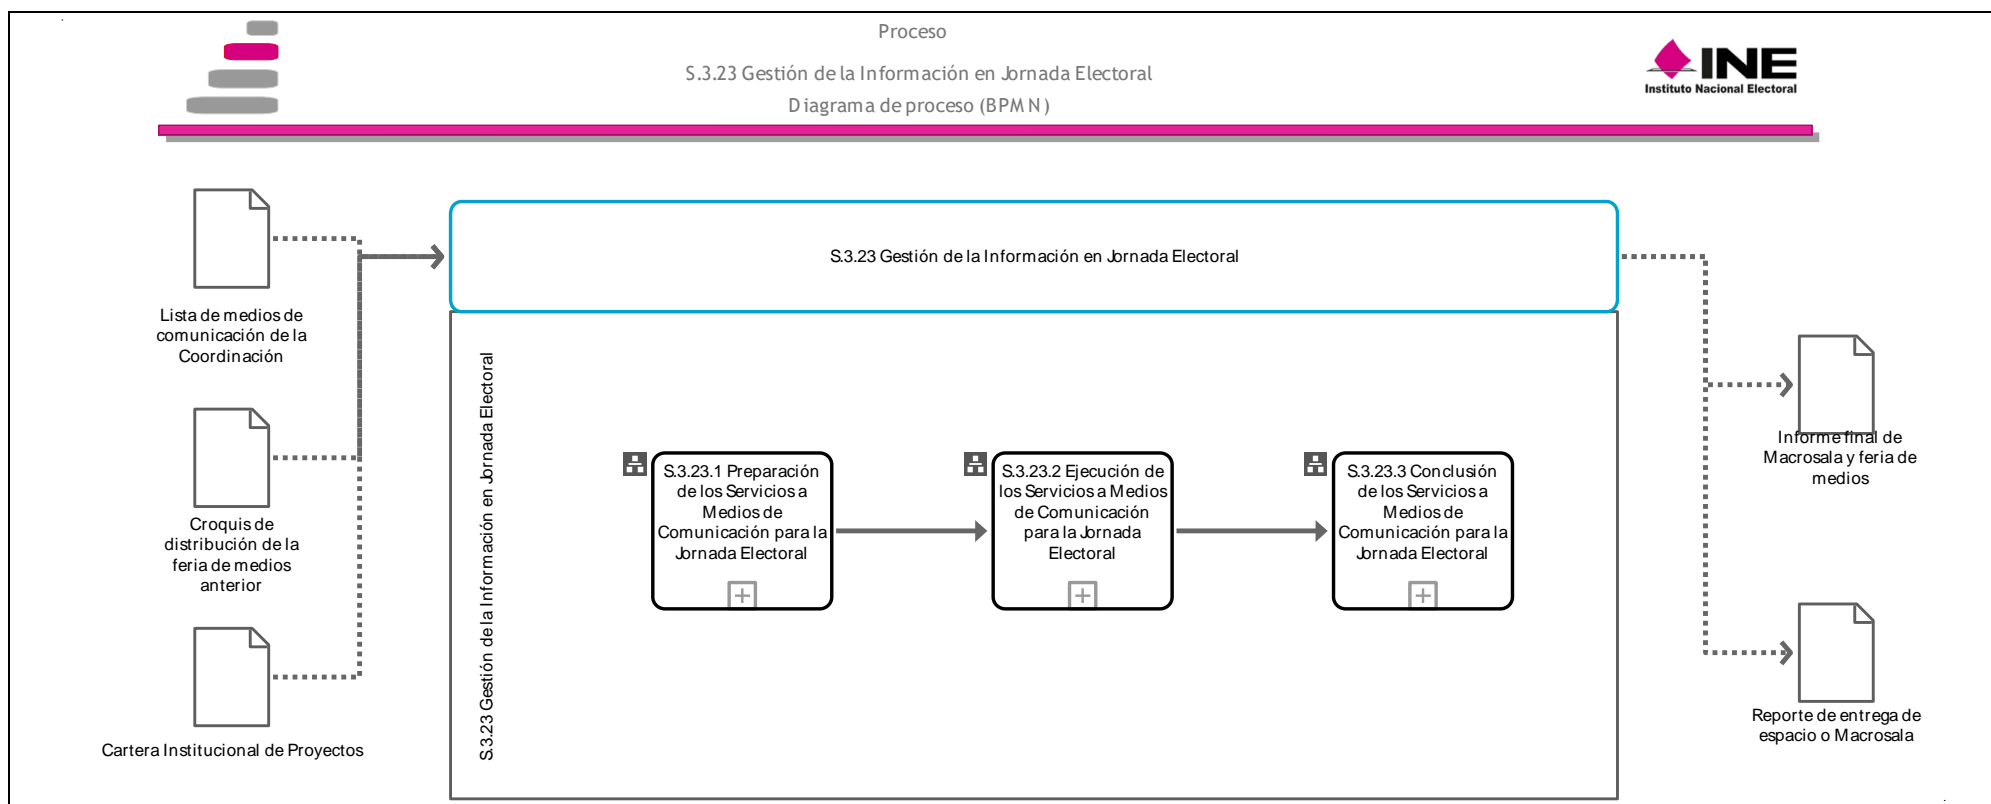 Proceso
S.3.23 Gestión de la Información en Jornada Electoral
Diagrama de proceso (BPMN)
INE
Instituto Nacional Electoral
Lista de medios de
comunicación de la
Coordinación
Croquis de
distribución de la
feria de medios
anterior
Cartera Institucional de Proyectos
S.3.23 Gestión de la Información en Jornada Electoral
S.3.23 Gestión de la Información en Jornada Electoral
S.3.23.1 Preparación
de los Servicios a
Medios de
Comunicación para la
Jornada Electoral
S.3.23.2 Ejecución de
los Servicios a Medios
de Comunicación
para la Jornada
Electoral
S.3.23.3 Conclusión
de los Servicios a
Medios de
Comunicación para la
Jornada Electoral
Informe final de
Macrosala y feria de
medios
Reporte de entrega de
espacio o Macrosala